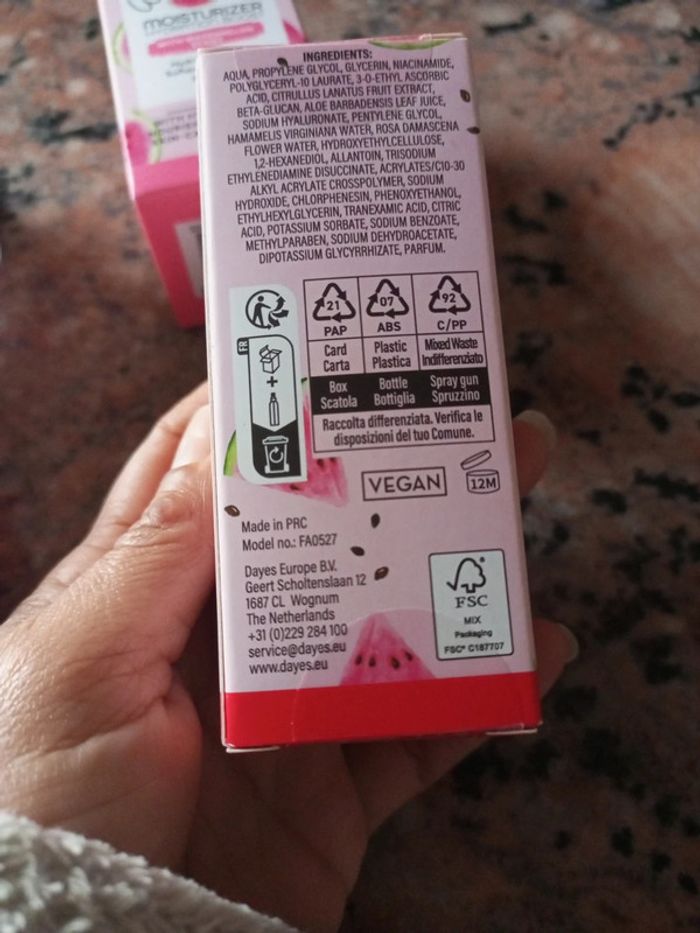 MOISTURIZER
INGREDIENTS:
AQUA, PROPYLENE GLYCOL, GLYCERIN, NIACINAMIDE,
POLYGLYCERYL-10 LAURATE, 3-O-ETHYL ASCORBIC
ACID, CITRULLUS LANATUS FRUIT EXTRACT,
BETA-GLUCAN, ALOE BARBADENSIS LEAF JUICE,
SODIUM HYALURONATE, PENTYLENE GLYCOL,
HAMAMELIS VIRGINIANA WATER, ROSA DAMASCENA
FLOWER WATER, HYDROXYETHYLCELLULOSE,
1,2-HEXANEDIOL, ALLANTOIN, TRISODIUM
ETHYLENEDIAMINE DISUCCINATE, ACRYLATES/C10-30
ALKYL ACRYLATE CROSSPOLYMER, SODIUM
HYDROXIDE, CHLORPHENESIN, PHENOXYETHANOL,
ETHYLHEXYLGLYCERIN, TRANEXAMIC ACID, CITRIC
ACID, POTASSIUM SORBATE, SODIUM BENZOATE,
METHYLPARABEN, SODIUM DEHYDROACETATE,
DIPOTASSIUM GLYCYRRHIZATE, PARFUM.
21 07 92
PAP ABS C/PP
FR
Card Plastic Mixed Waste
Carta Plastica Indifferenziato
+
Box Bottle Spray gun
Scatola Bottiglia Spruzzino
Raccolta differenziata. Verifica le
disposizioni del tuo Comune.
VEGAN
12M
Made in PRC
Model no.: FA0527
Dayes Europe B.V.
Geert Scholtenslaan 12
1687 CL Wognum
The Netherlands
+31 (0)229 284 100
service@dayes.eu
www.dayes.eu
FSC
MIX
Packaging
FSC® C187707